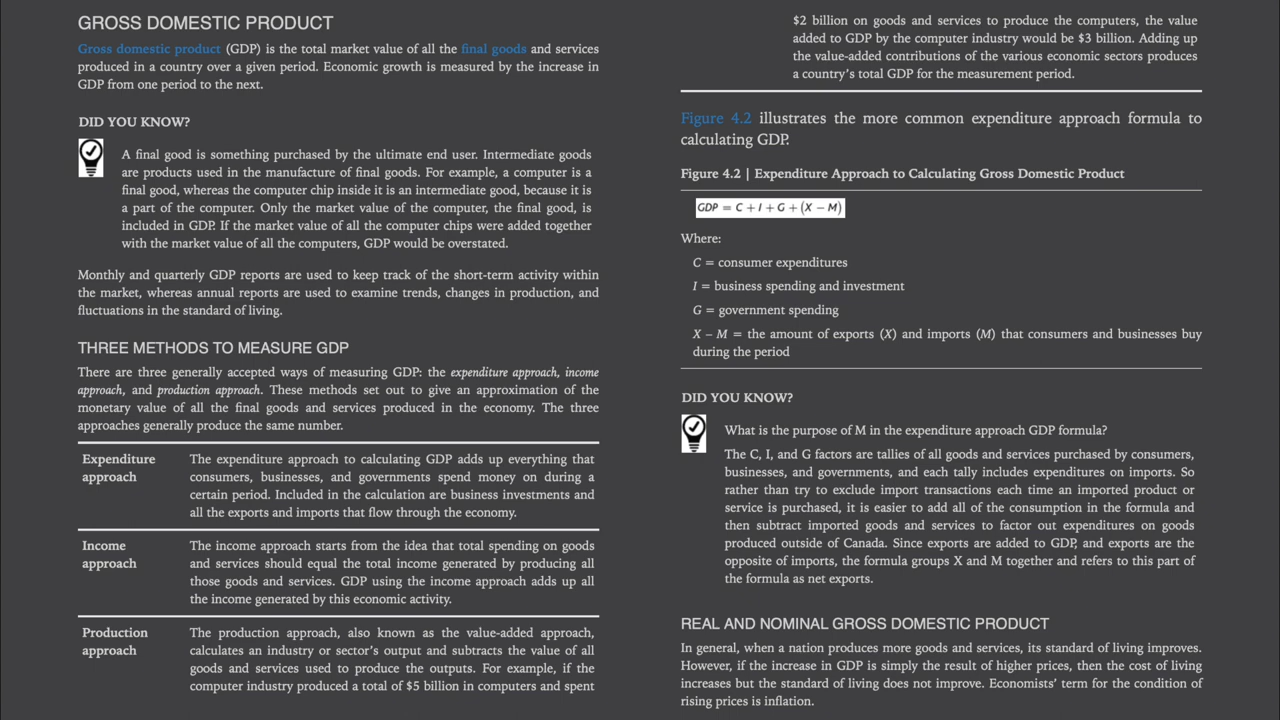 GROSS DOMESTIC PRODUCT
Gross domestic product (GDP) is the total market value of all the final goods and services
produced in a country over a given period. Economic growth is measured by the increase in
GDP from one period to the next.
DID YOU KNOW?
A final good is something purchased by the ultimate end user. Intermediate goods
are products used in the manufacture of final goods. For example, a computer is a
final good, whereas the computer chip inside it is an intermediate good, because it is
a part of the computer. Only the market value of the computer, the final good, is
included in GDP. If the market value of all the computer chips were added together
with the market value of all the computers, GDP would be overstated.
Monthly and quarterly GDP reports are used to keep track of the short-term activity within
the market, whereas annual reports are used to examine trends, changes in production, and
fluctuations in the standard of living.
THREE METHODS TO MEASURE GDP
There are three generally accepted ways of measuring GDP: the expenditure approach, income
approach, and production approach. These methods set out to give an approximation of the
monetary value of all the final goods and services produced in the economy. The three
approaches generally produce the same number.
Expenditure
approach
The expenditure approach to calculating GDP adds up everything that
consumers, businesses, and governments spend money on during a
certain period. Included in the calculation are business investments and
all the exports and imports that flow through the economy.
Income
approach
The income approach starts from the idea that total spending on goods
and services should equal the total income generated by producing all
those goods and services. GDP using the income approach adds up all
the income generated by this economic activity.
Production
approach
The production approach, also known as the value-added approach,
calculates an industry or sector's output and subtracts the value of all
goods and services used to produce the outputs. For example, if the
computer industry produced a total of $5 billion in computers and spent
$2 billion on goods and services to produce the computers, the value
added to GDP by the computer industry would be $3 billion. Adding up
the value-added contributions of the various economic sectors produces
a country's total GDP for the measurement period.
Figure 4.2 illustrates the more common expenditure approach formula to
calculating GDP.
Figure 4.2 | Expenditure Approach to Calculating Gross Domestic Product
GDP = C + I + G + (X − M)
Where:
C = consumer expenditures
I = business spending and investment
G = government spending
X – M = the amount of exports (X) and imports (M) that consumers and businesses buy
during the period
DID YOU KNOW?
What is the purpose of M in the expenditure approach GDP formula?
The C, I, and G factors are tallies of all goods and services purchased by consumers,
businesses, and governments, and each tally includes expenditures on imports. So
rather than try to exclude import transactions each time an imported product or
service is purchased, it is easier to add all of the consumption in the formula and
then subtract imported goods and services to factor out expenditures on goods
produced outside of Canada. Since exports are added to GDP, and exports are the
opposite of imports, the formula groups X and M together and refers to this part of
the formula as net exports.
REAL AND NOMINAL GROSS DOMESTIC PRODUCT
In general, when a nation produces more goods and services, its standard of living improves.
However, if the increase in GDP is simply the result of higher prices, then the cost of living
increases but the standard of living does not improve. Economists' term for the condition of
rising prices is inflation.